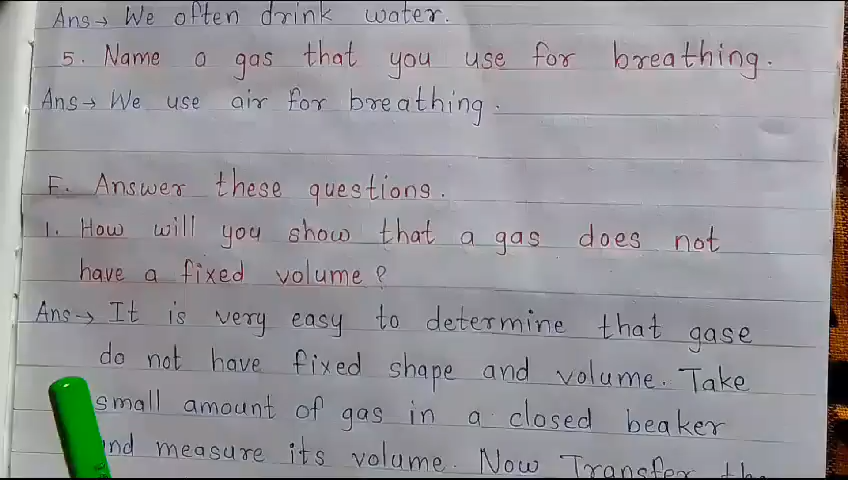 Ans → We often drink water.
5. Name a gas that you use for breathing.
Ans → We use air for breathing.
F. Answer these questions.
1. How will you show that a gas does not
have a fixed volume?
Ans → It is very easy to determine that gase
do not have fixed shape and volume. Take
small amount of gas in a closed beaker
and measure its volume. Now Transfer the